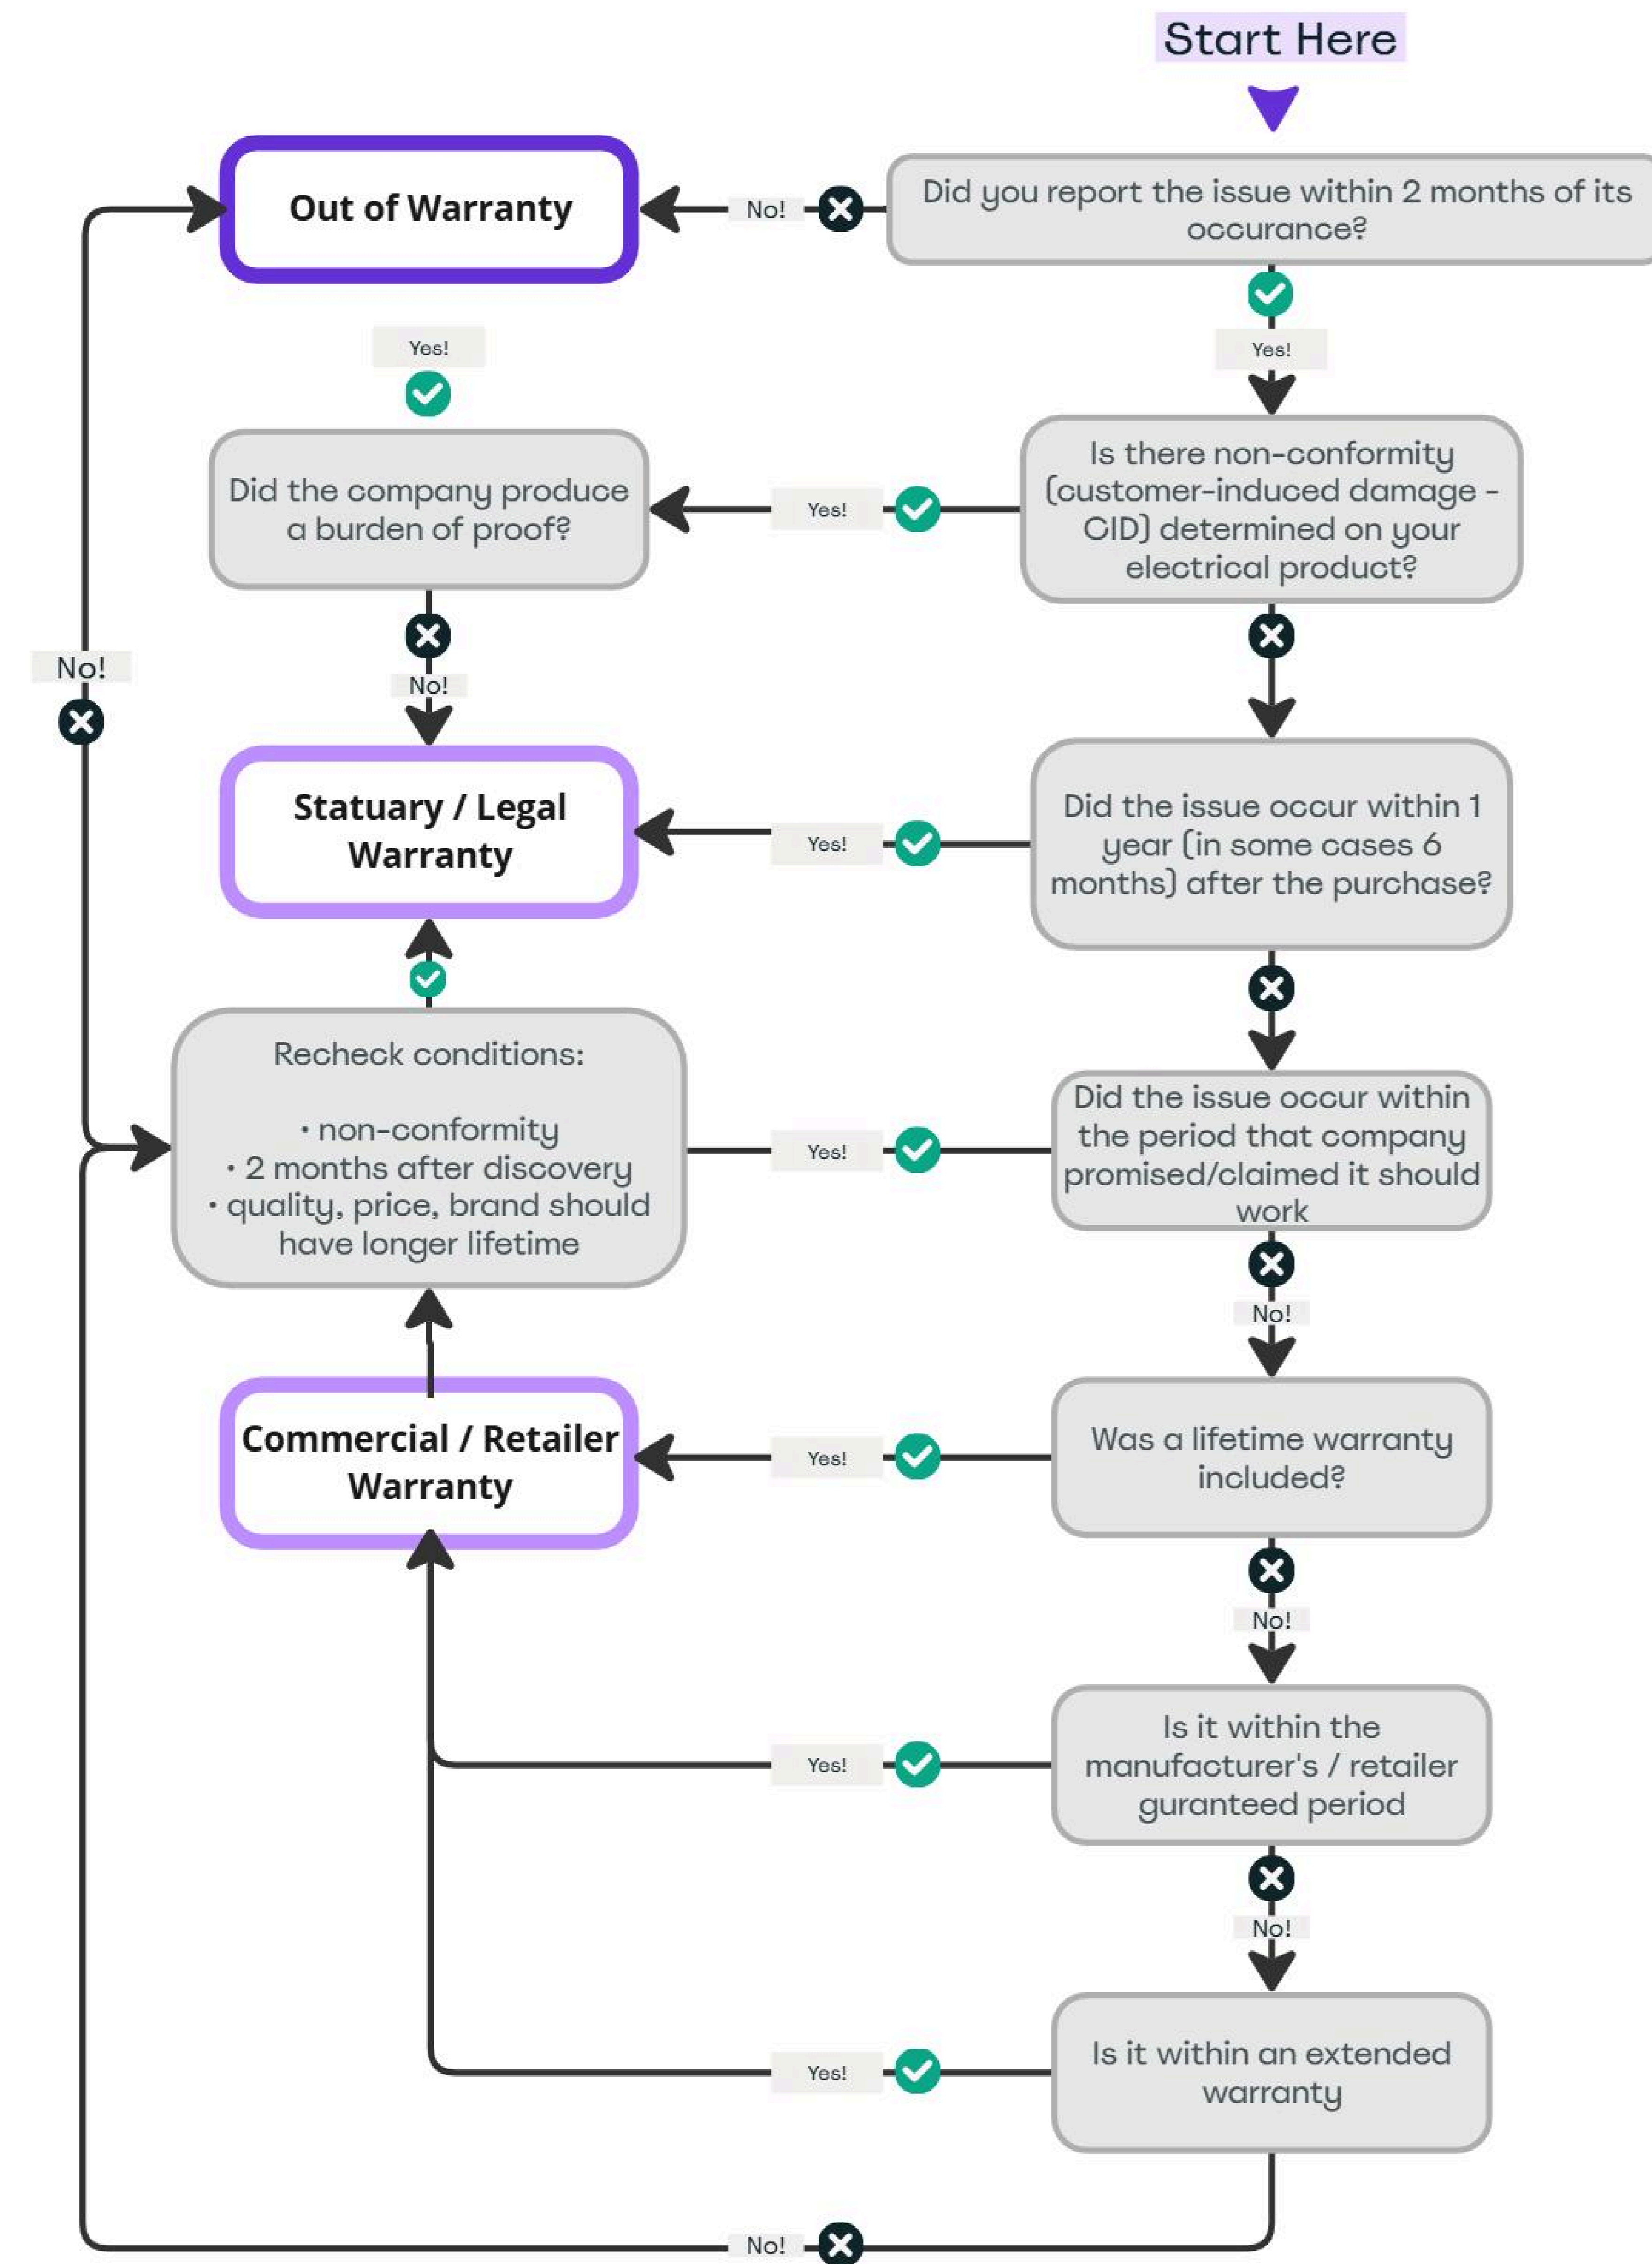 Start Here
Did you report the issue within 2 months of its
occurance?
No!
Out of Warranty
Yes!
Yes!
Is there non-conformity
(customer-induced damage -
CID) determined on your
electrical product?
Yes!
Did the company produce
a burden of proof?
No!
No!
Statuary / Legal
Warranty
Yes!
Did the issue occur within 1
year (in some cases 6
months) after the purchase?
Recheck conditions:
• non-conformity
• 2 months after discovery
• quality, price, brand should
have longer lifetime
Yes!
Did the issue occur within
the period that company
promised/claimed it should
work
No!
Commercial / Retailer
Warranty
Yes!
Was a lifetime warranty
included?
No!
Yes!
Is it within the
manufacturer's / retailer
guranteed period
No!
Yes!
Is it within an extended
warranty
No!